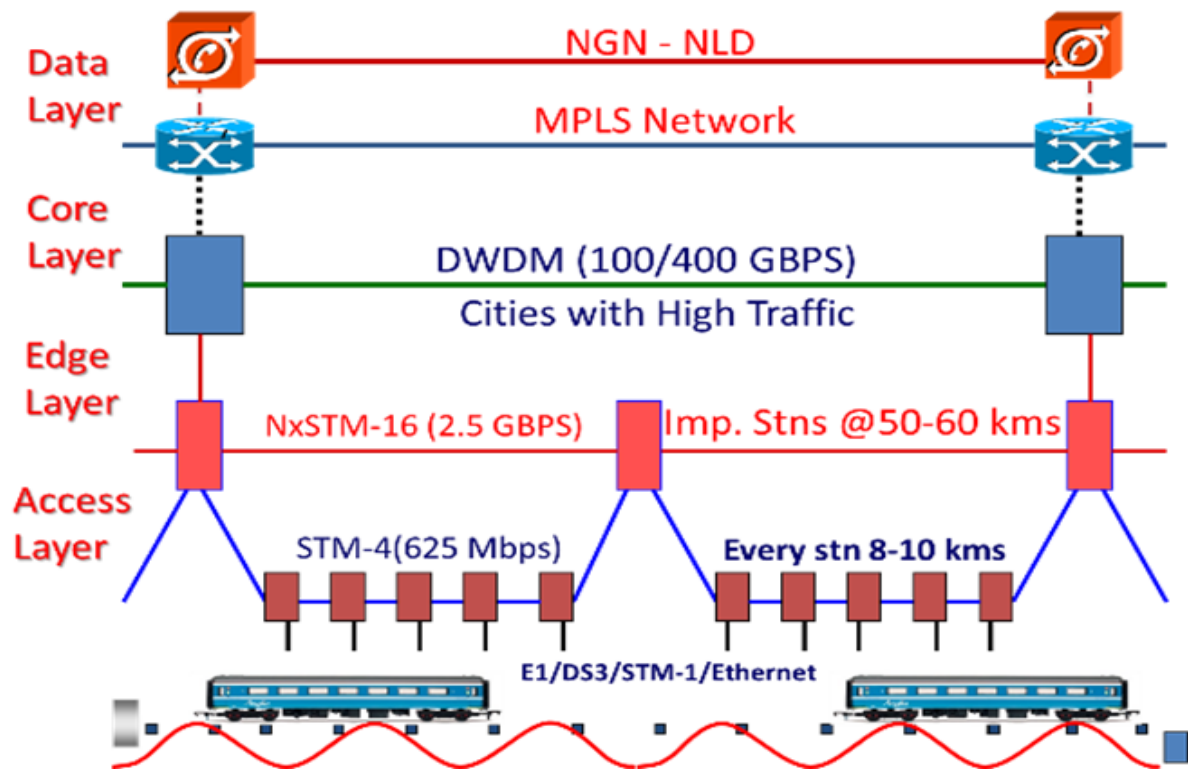 NGN - NLD
Data
Layer
MPLS Network
Core
Layer
DWDM (100/400 GBPS)
Cities with High Traffic
Edge
Layer
NxSTM-16 (2.5 GBPS)
Imp. Stns @50-60 kms
Access
Layer
STM-4(625 Mbps)
Every stn 8-10 kms
E1/DS3/STM-1/Ethernet